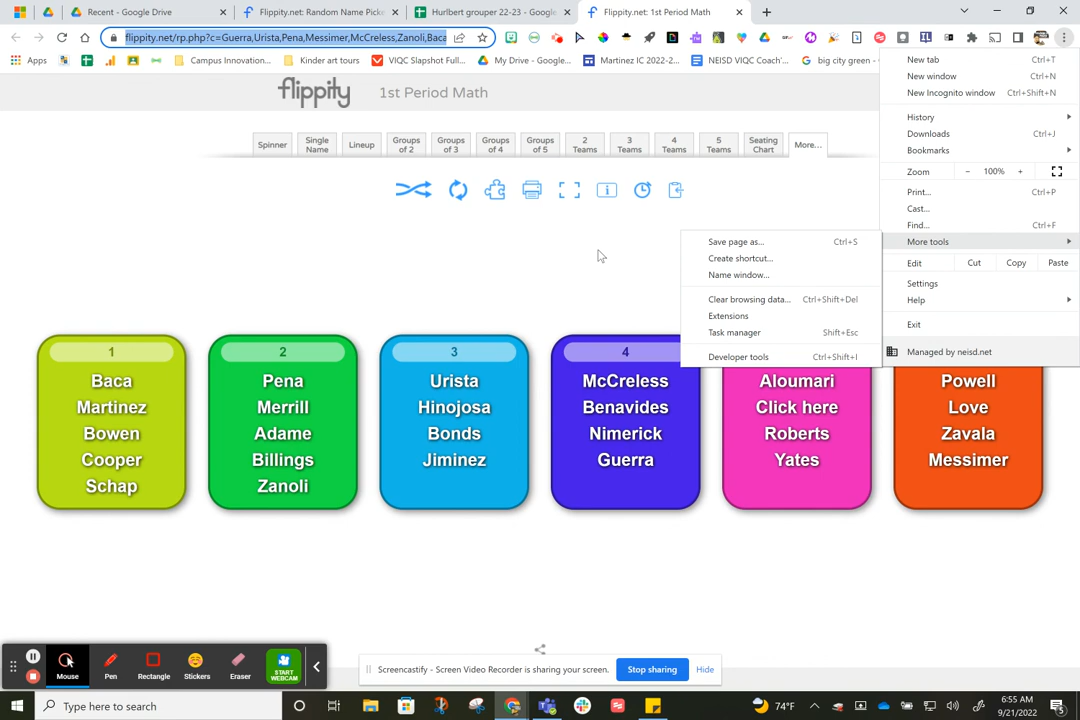 Recent - Google Drive
Flippity.net: Random Name Picke
Hurlbert grouper 22-23 - Google
Flippity.net: 1st Period Math
flippity.net/rp.php?c=Guerra,Urista,Pena,Messimer,McCreless,Zanoli,Baca
Apps
Campus Innovation...
Kinder art tours
VIQC Slapshot Full...
My Drive - Google...
Martinez IC 2022-2...
NEISD VIQC Coach'...
big city green -
flippity
1st Period Math
Spinner
Single Name
Lineup
Groups of 2
Groups of 3
Groups of 4
Groups of 5
2 Teams
3 Teams
4 Teams
5 Teams
Seating Chart
More...
New tab Ctrl+T
New window Ctrl+N
New Incognito window Ctrl+Shift+N
History
Downloads Ctrl+J
Bookmarks
Zoom - 100% +
Print... Ctrl+P
Cast...
Find... Ctrl+F
More tools
Edit Cut Copy Paste
Settings
Help
Exit
Managed by neisd.net
Save page as... Ctrl+S
Create shortcut...
Name window...
Clear browsing data... Ctrl+Shift+Del
Extensions
Task manager Shift+Esc
Developer tools Ctrl+Shift+I
1
Baca
Martinez
Bowen
Cooper
Schap
2
Pena
Merrill
Adame
Billings
Zanoli
3
Urista
Hinojosa
Bonds
Jiminez
4
McCreless
Benavides
Nimerick
Guerra
Aloumari
Click here
Roberts
Yates
Powell
Love
Zavala
Messimer
Mouse
Pen
Rectangle
Stickers
Eraser
START WEBCAM
Screencastify - Screen Video Recorder is sharing your screen.
Stop sharing
Hide
Type here to search
74°F
6:55 AM
9/21/2022
5